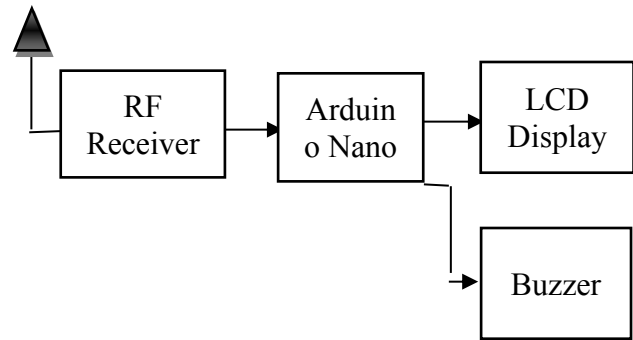 RF
Receiver
Arduin
o Nano
LCD
Display
Buzzer